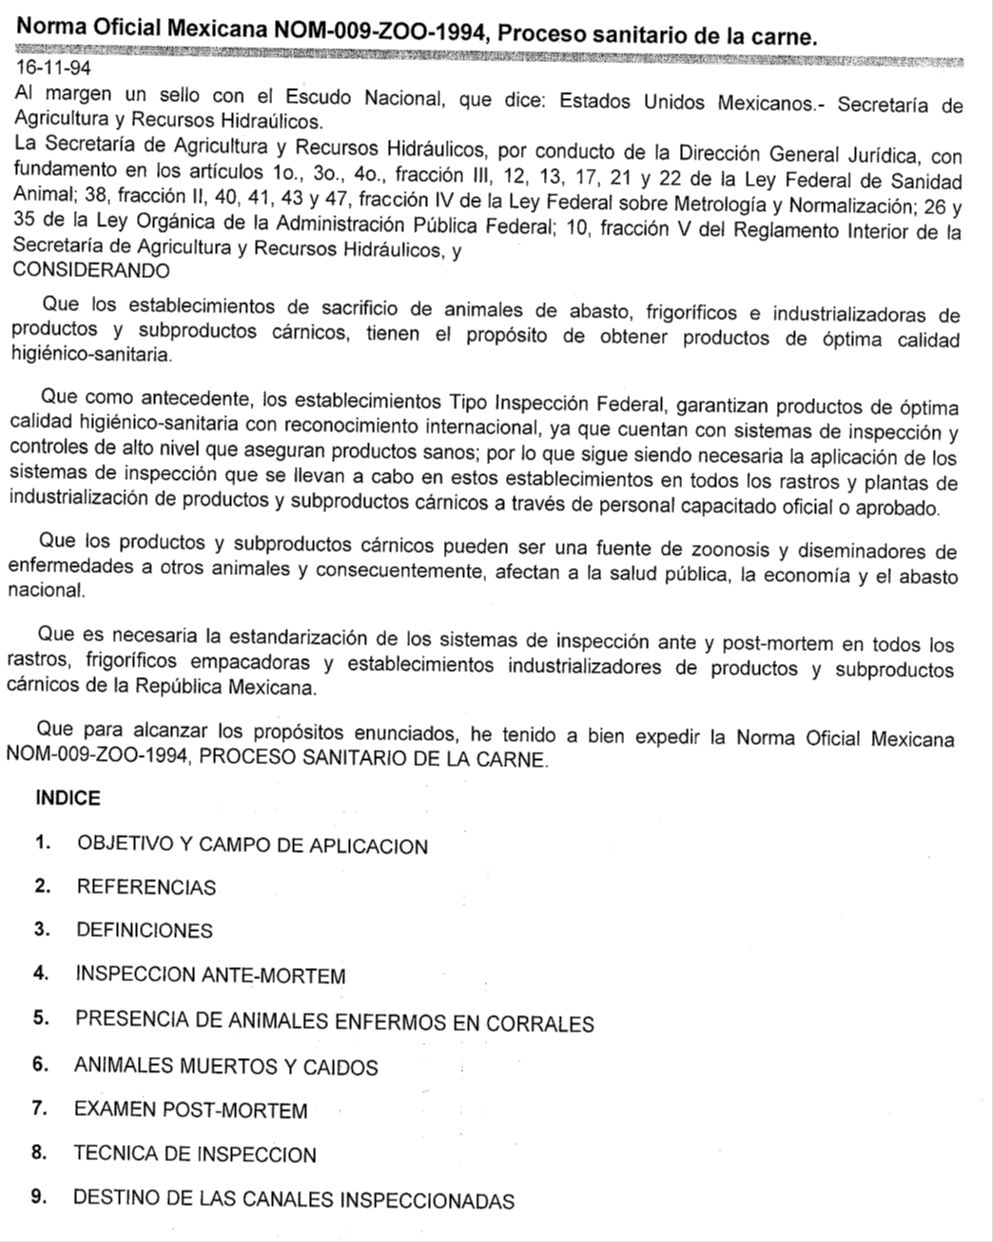 Norma Oficial Mexicana NOM-009-ZOO-1994, Proceso sanitario de la carne.
16-11-94
Al margen un sello con el Escudo Nacional, que dice: Estados Unidos Mexicanos.- Secretaría de
Agricultura y Recursos Hidraúlicos.
La Secretaría de Agricultura y Recursos Hidráulicos, por conducto de la Dirección General Jurídica, con
fundamento en los artículos 1o., 3o., 4o., fracción III, 12, 13, 17, 21 y 22 de la Ley Federal de Sanidad
Animal; 38, fracción II, 40, 41, 43 y 47, fracción IV de la Ley Federal sobre Metrología y Normalización; 26 y
35 de la Ley Orgánica de la Administración Pública Federal; 10, fracción V del Reglamento Interior de la
Secretaría de Agricultura y Recursos Hidráulicos, y
CONSIDERANDO
Que los establecimientos de sacrificio de animales de abasto, frigoríficos e industrializadoras de
productos y subproductos cárnicos, tienen el propósito de obtener productos de óptima calidad
higiénico-sanitaria.
Que como antecedente, los establecimientos Tipo Inspección Federal, garantizan productos de óptima
calidad higiénico-sanitaria con reconocimiento internacional, ya que cuentan con sistemas de inspección y
controles de alto nivel que aseguran productos sanos; por lo que sigue siendo necesaria la aplicación de los
sistemas de inspección que se llevan a cabo en estos establecimientos en todos los rastros y plantas de
industrialización de productos y subproductos cárnicos a través de personal capacitado oficial o aprobado.
Que los productos y subproductos cárnicos pueden ser una fuente de zoonosis y diseminadores de
enfermedades a otros animales y consecuentemente, afectan a la salud pública, la economía y el abasto
nacional.
Que es necesaria la estandarización de los sistemas de inspección ante y post-mortem en todos los
rastros, frigoríficos empacadoras y establecimientos industrializadores de productos y subproductos
cárnicos de la República Mexicana.
Que para alcanzar los propósitos enunciados, he tenido a bien expedir la Norma Oficial Mexicana
NOM-009-ZOO-1994, PROCESO SANITARIO DE LA CARNE.
INDICE
1. OBJETIVO Y CAMPO DE APLICACION
2. REFERENCIAS
3. DEFINICIONES
4. INSPECCION ANTE-MORTEM
5. PRESENCIA DE ANIMALES ENFERMOS EN CORRALES
6. ANIMALES MUERTOS Y CAIDOS
7. EXAMEN POST-MORTEM
8. TECNICA DE INSPECCION
9. DESTINO DE LAS CANALES INSPECCIONADAS